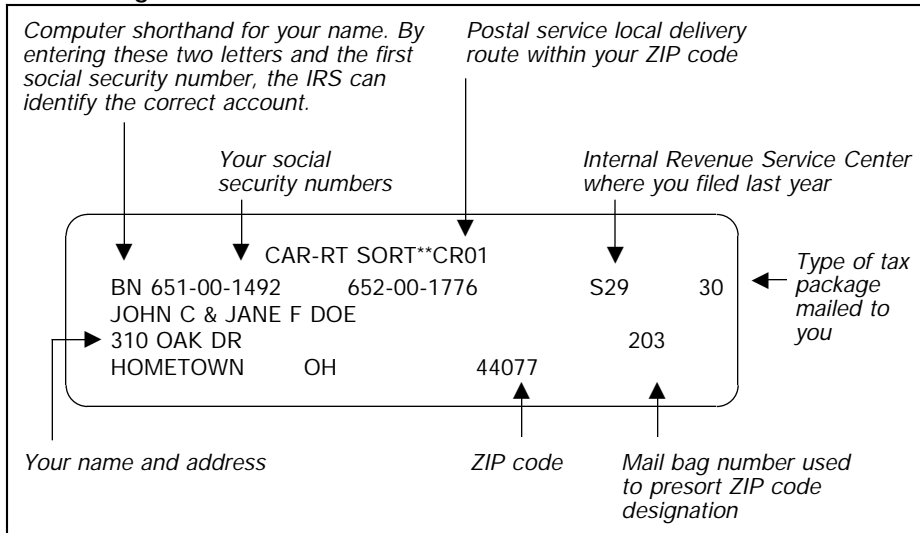 Computer shorthand for your name. By
entering these two letters and the first
social security number, the IRS can
identify the correct account.
Postal service local delivery
route within your ZIP code
Your social
security numbers
Internal Revenue Service Center
where you filed last year
CAR-RT SORT**CR01
BN 651-00-1492 652-00-1776 S29 30
JOHN C & JANE F DOE
310 OAK DR 203
HOMETOWN OH 44077
Type of tax
package
mailed to
you
Your name and address
ZIP code
Mail bag number used
to presort ZIP code
designation